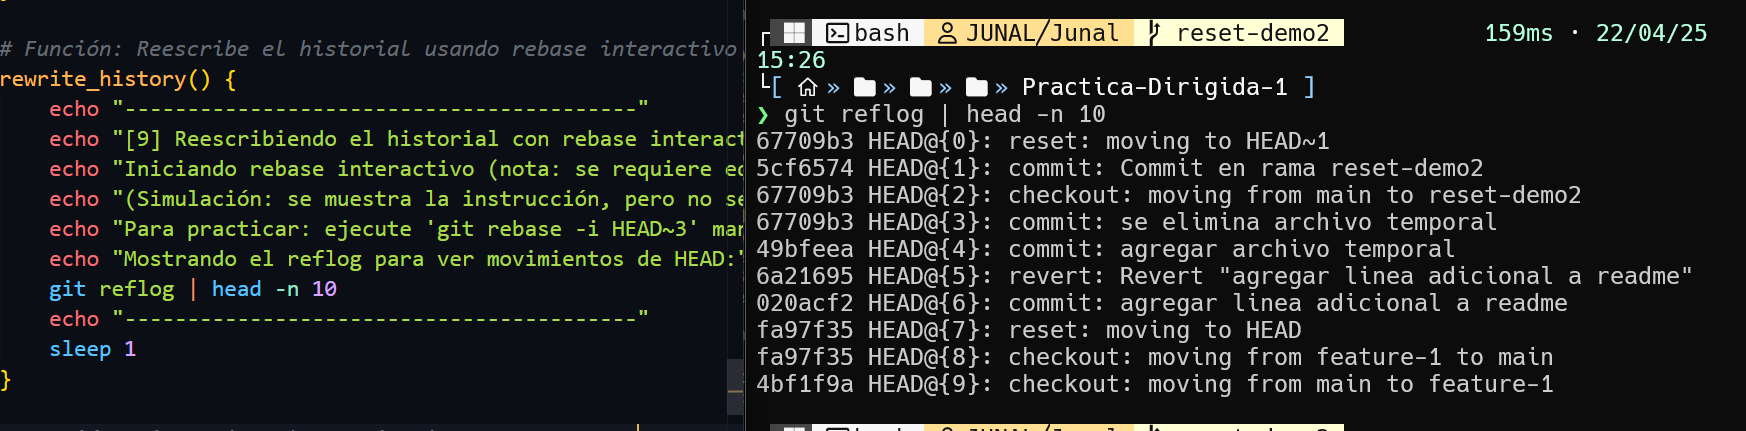 # Función: Reescribe el historial usando rebase interactivo
rewrite_history() {
echo "-----------------------------------------"
echo "[9] Reescribiendo el historial con rebase interact
echo "Iniciando rebase interactivo (nota: se requiere ed
echo "(Simulación: se muestra la instrucción, pero no se
echo "Para practicar: ejecute 'git rebase -i HEAD~3' man
echo "Mostrando el reflog para ver movimientos de HEAD:"
git reflog | head -n 10
echo "-----------------------------------------"
sleep 1
}
bash JUNAL/Junal reset-demo2 159ms · 22/04/25
15:26
[ » » » » Practica-Dirigida-1 ]
❯ git reflog | head -n 10
67709b3 HEAD@{0}: reset: moving to HEAD~1
5cf6574 HEAD@{1}: commit: Commit en rama reset-demo2
67709b3 HEAD@{2}: checkout: moving from main to reset-demo2
67709b3 HEAD@{3}: commit: se elimina archivo temporal
49bfeea HEAD@{4}: commit: agregar archivo temporal
6a21695 HEAD@{5}: revert: Revert "agregar linea adicional a readme"
020acf2 HEAD@{6}: commit: agregar linea adicional a readme
fa97f35 HEAD@{7}: reset: moving to HEAD
fa97f35 HEAD@{8}: checkout: moving from feature-1 to main
4bf1f9a HEAD@{9}: checkout: moving from main to feature-1